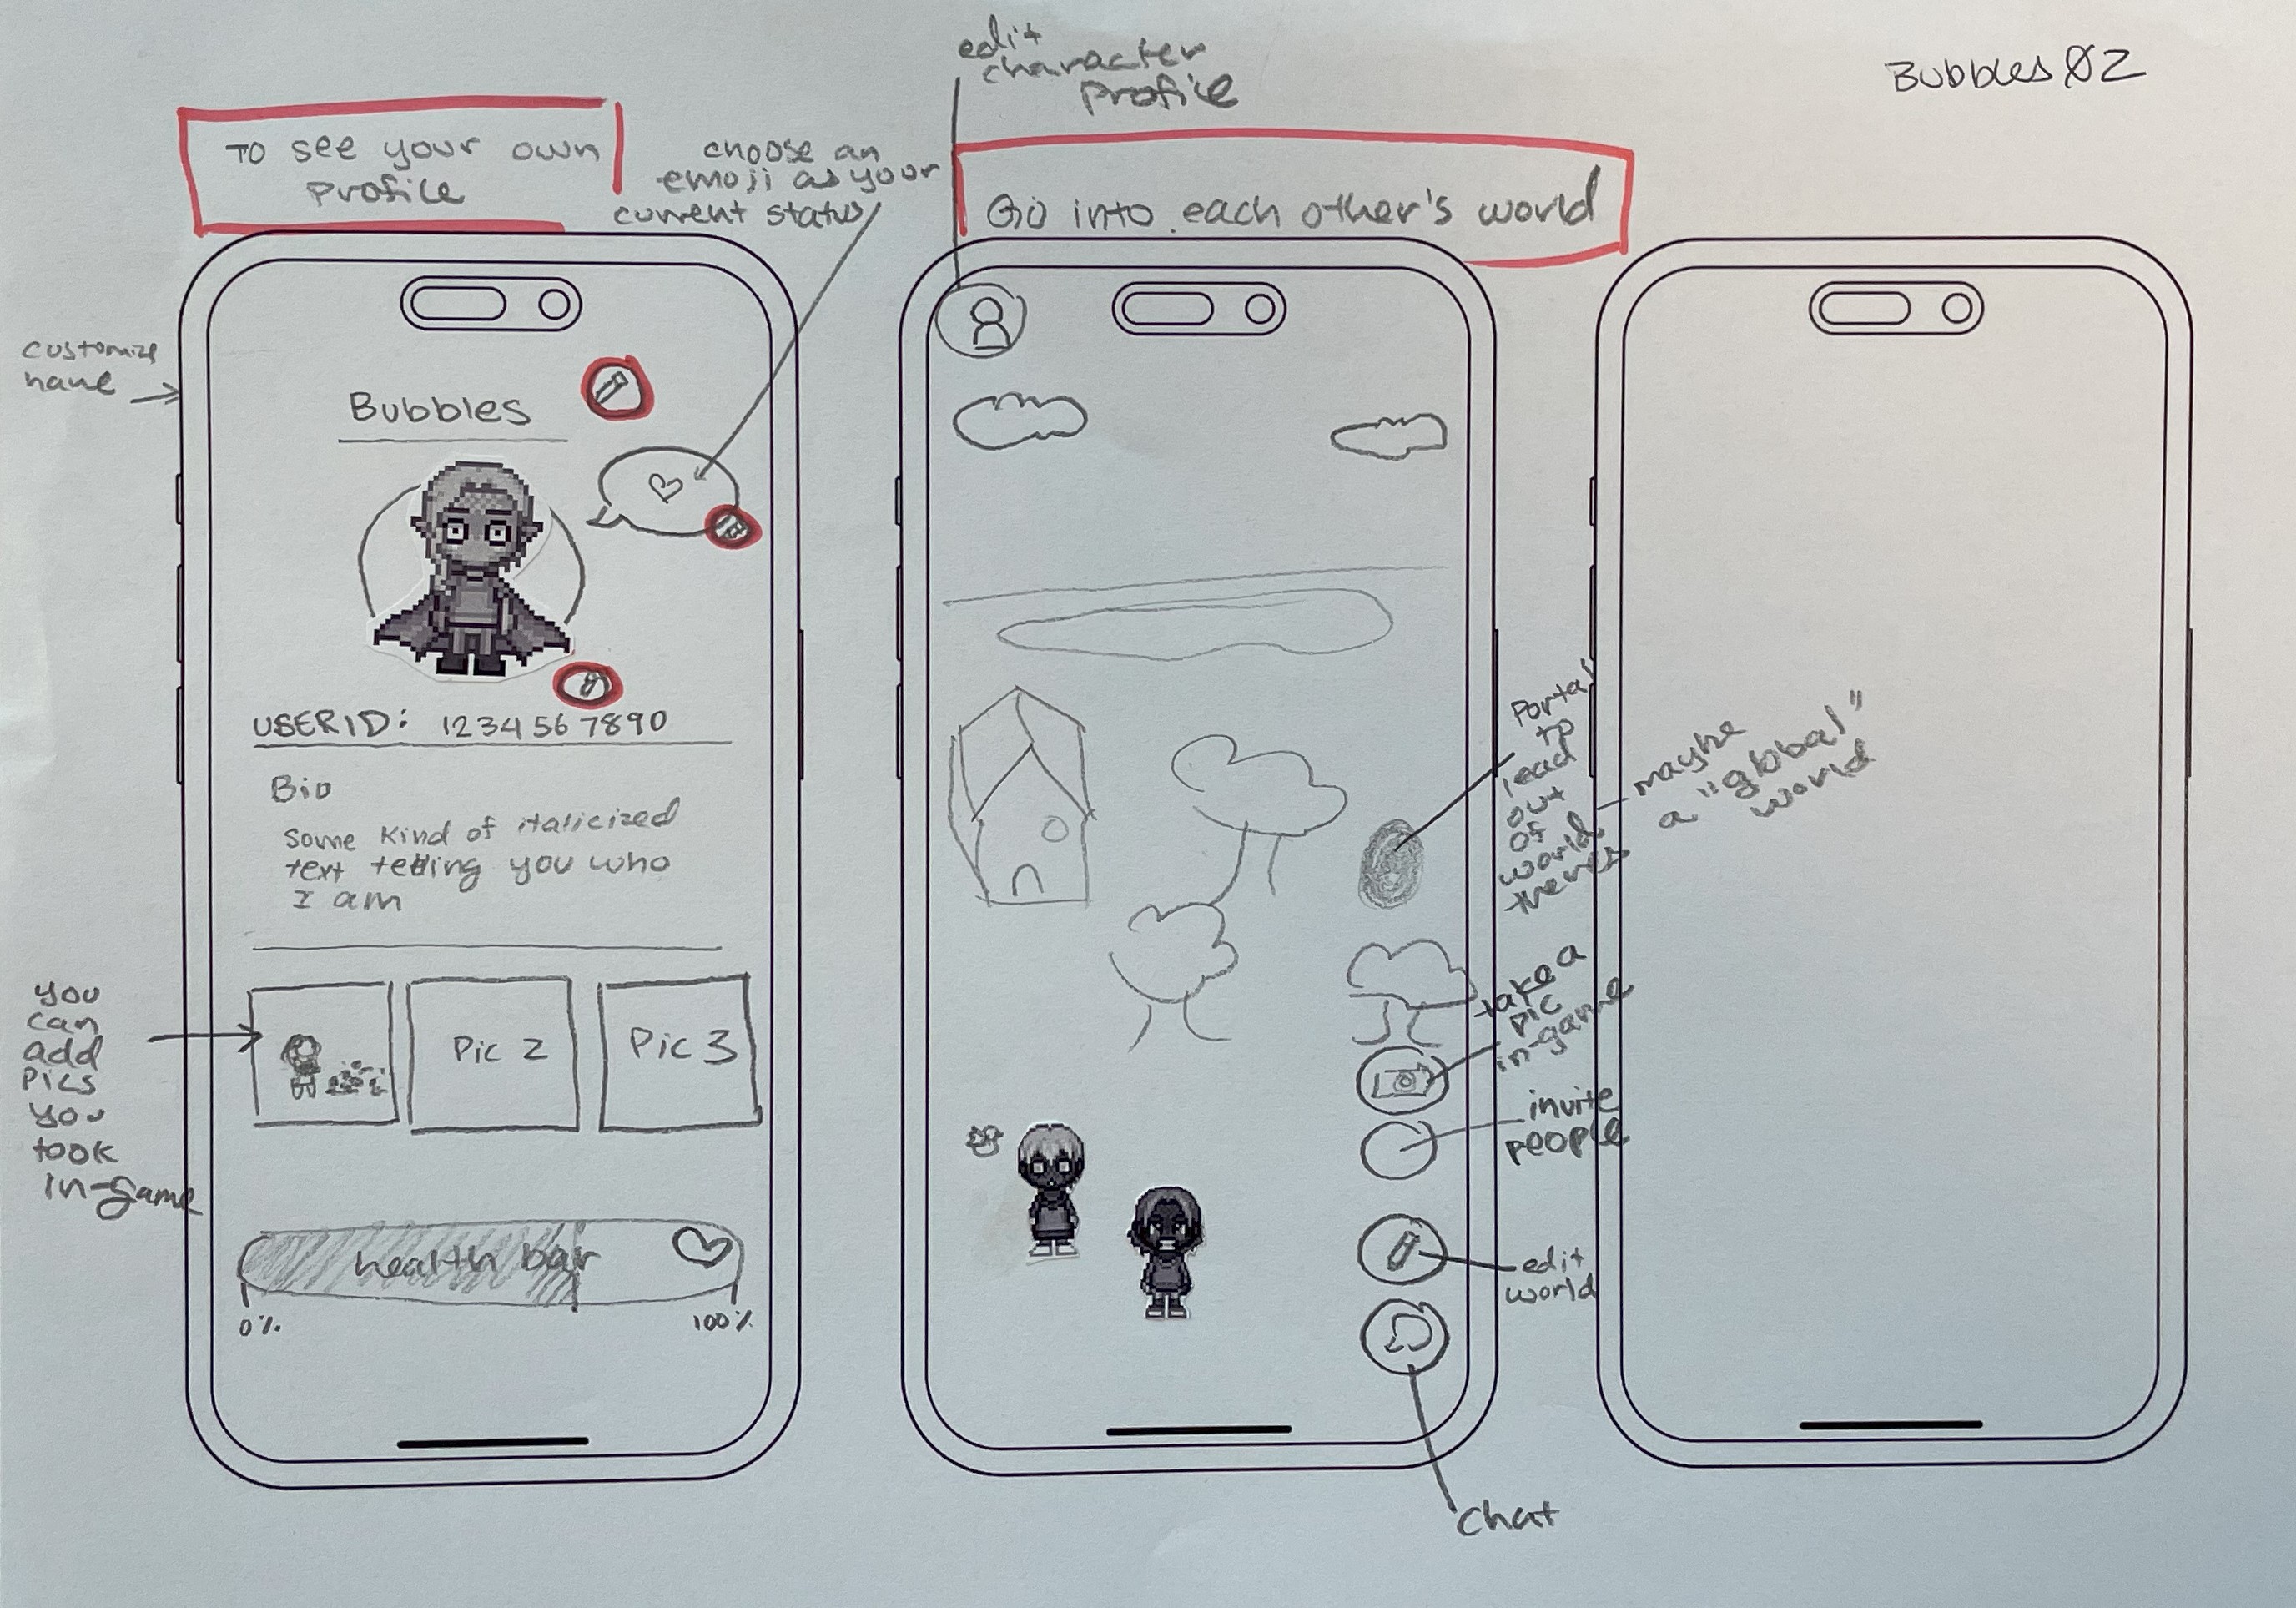 Bubbles 02
edit
character
profile
To see your own
profile
choose an
emoji as your
current status
Go into each other's world
customize
name
Bubbles
USER ID: 1234567890
Bio
Some kind of italicized
text telling you who
I am
you
can
add
pics
you
took
in-game
Pic 2
Pic 3
health bar
0%
100%
Portal
to
lead
out
of
world.
theres
maybe
a "global"
world
take a
pic
in-game
invite
people
edit
world
Chat